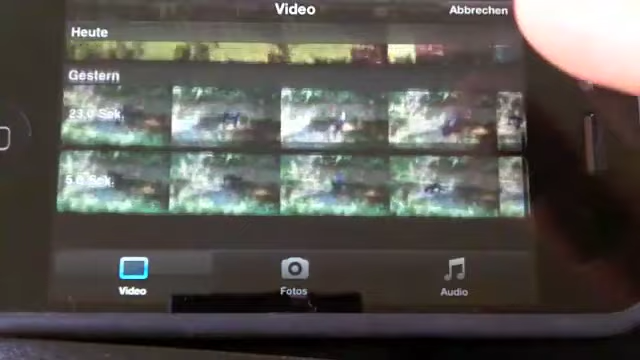 Video
Abbrechen
Heute
Gestern
23,0 Sek.
5,0 Sek.
Video
Fotos
Audio